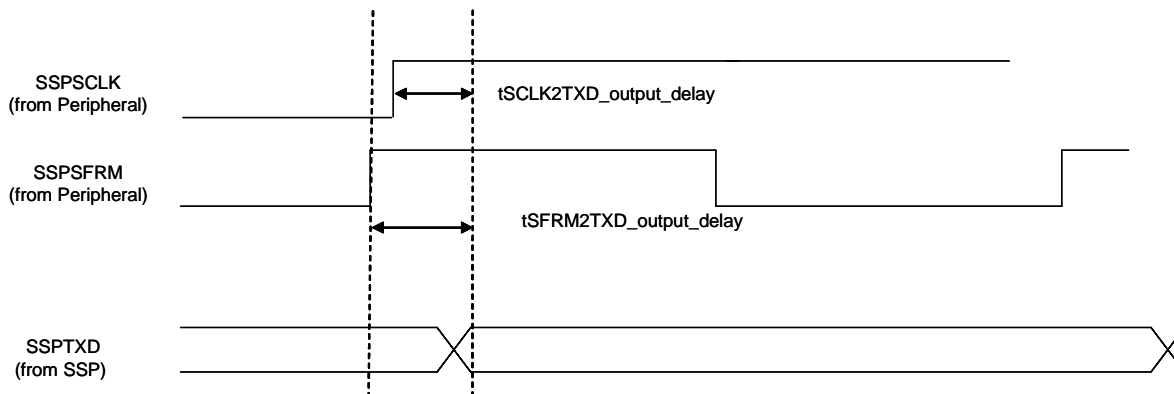 SSPSCLK
(from Peripheral)
tSCLK2TXD_output_delay
SSPSFRM
(from Peripheral)
tSFRM2TXD_output_delay
SSPTXD
(from SSP)